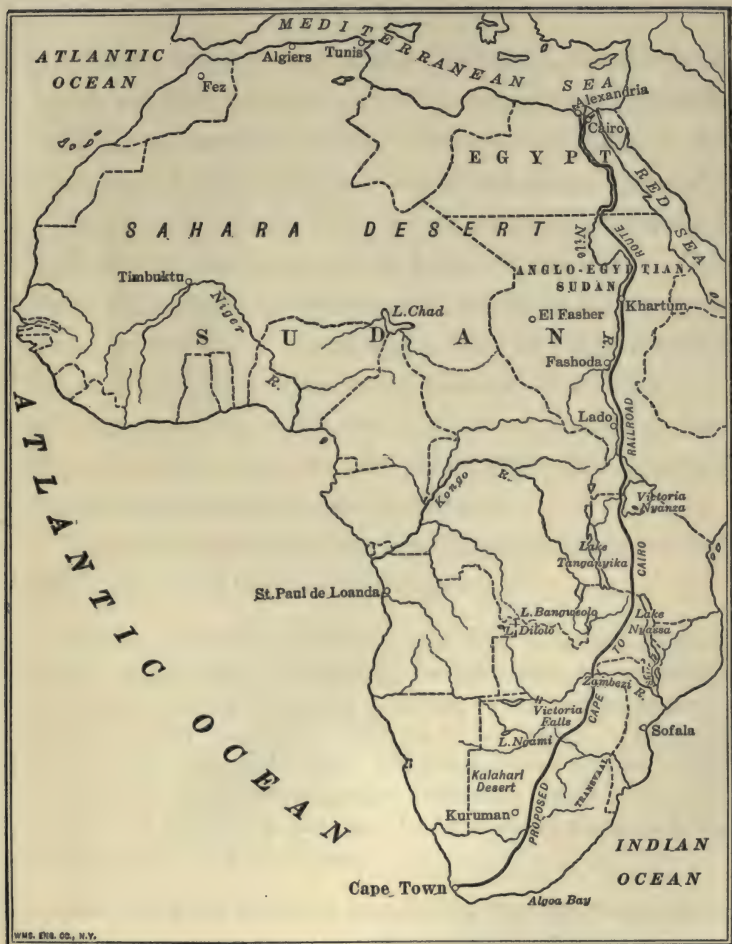 MEDITERRANEAN SEA
ATLANTIC
OCEAN
Algiers
Tunis
Fez
Alexandria
Cairo
EGYPT
RED SEA
SAHARA DESERT
Nile
ROUTE
ANGLO-EGYPTIAN
SUDAN
Timbuktu
Niger
R.
L. Chad
SUDAN
El Fasher
Khartum
R.
Fashoda
Lado
RAILROAD
Kongo R.
Victoria
Nyanza
Lake
Tanganyika
CAIRO
St. Paul de Loanda
L. Bangweolo
L. Dilolo
Lake
Nyassa
TO
Zambezi
R.
CAPE
Victoria
Falls
L. Ngami
Sofala
Kalahari
Desert
TRANSVAAL
Kuruman
PROPOSED
ATLANTIC OCEAN
INDIAN
OCEAN
Cape Town
Algoa Bay
WMS. ENG. CO., N.Y.